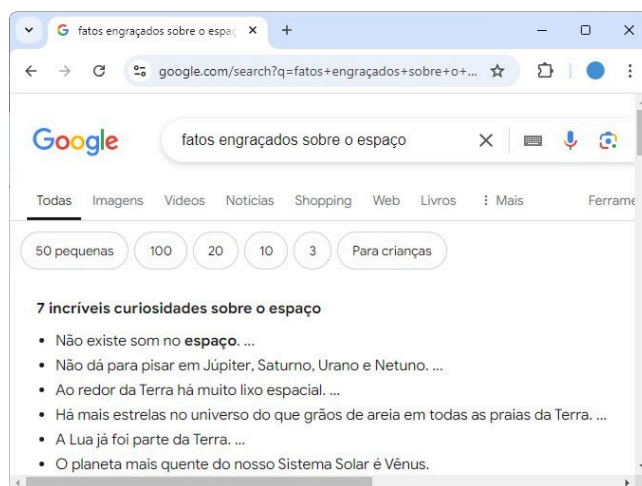 fatos engraçados sobre o espaç
google.com/search?q=fatos+engraçados+sobre+o+...
Google
fatos engraçados sobre o espaço
Todas Imagens Vídeos Notícias Shopping Web Livros Mais Ferrame
50 pequenas 100 20 10 3 Para crianças
7 incríveis curiosidades sobre o espaço
• Não existe som no espaço. ...
• Não dá para pisar em Júpiter, Saturno, Urano e Netuno. ...
• Ao redor da Terra há muito lixo espacial. ...
• Há mais estrelas no universo do que grãos de areia em todas as praias da Terra. ...
• A Lua já foi parte da Terra. ...
• O planeta mais quente do nosso Sistema Solar é Vênus.